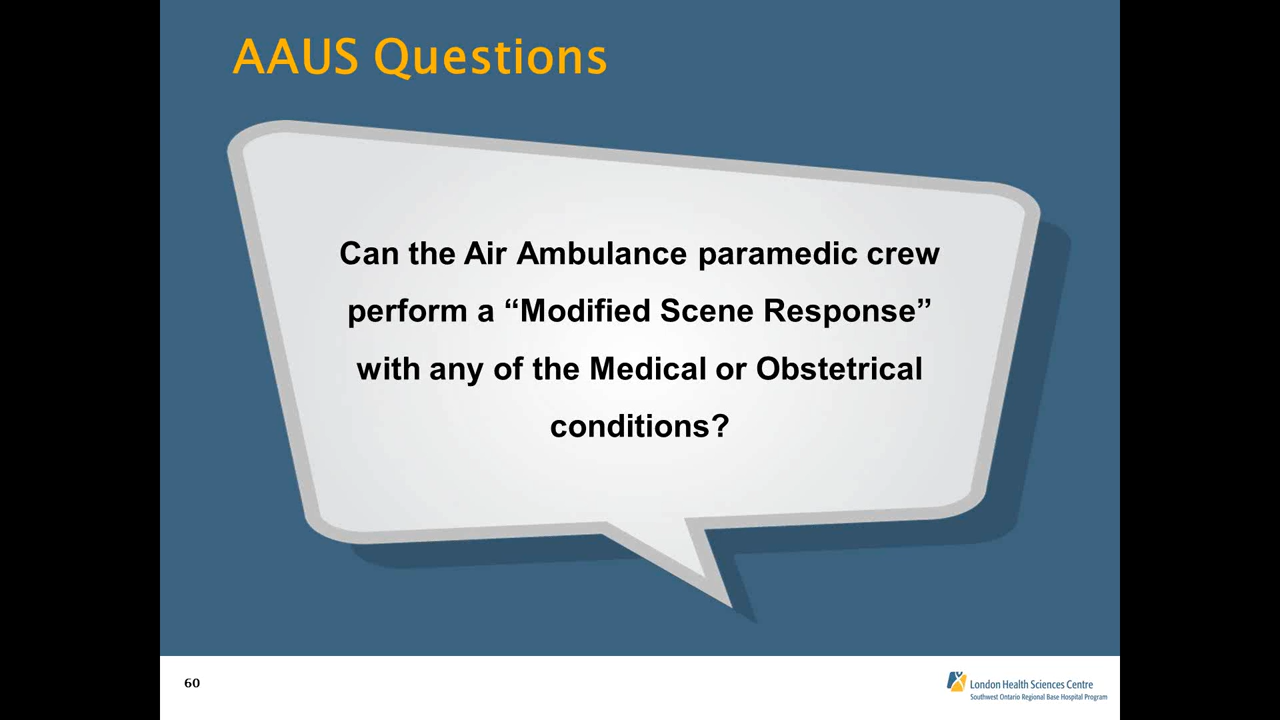 AAUS Questions
Can the Air Ambulance paramedic crew
perform a “Modified Scene Response”
with any of the Medical or Obstetrical
conditions?
60
London Health Sciences Centre
Southwest Ontario Regional Base Hospital Program